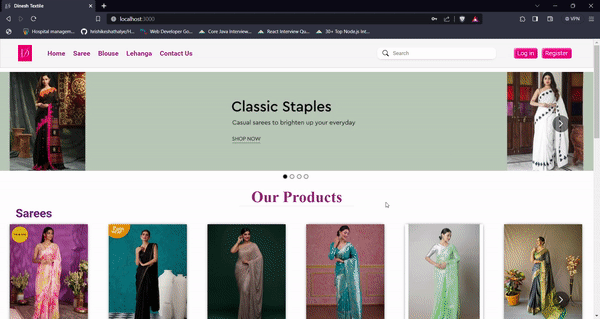 Dinesh Textile
localhost:3000
VPN
Hospital managem...
hrishikeshathalye/H...
Web Developer Go...
Core Java Interview...
React Interview Qu...
30+ Top Node.js Int...
Home Saree Blouse Lehanga Contact Us
Search
Log in Register
Classic Staples
Casual sarees to brighten up your everyday
SHOP NOW
Our Products
Sarees